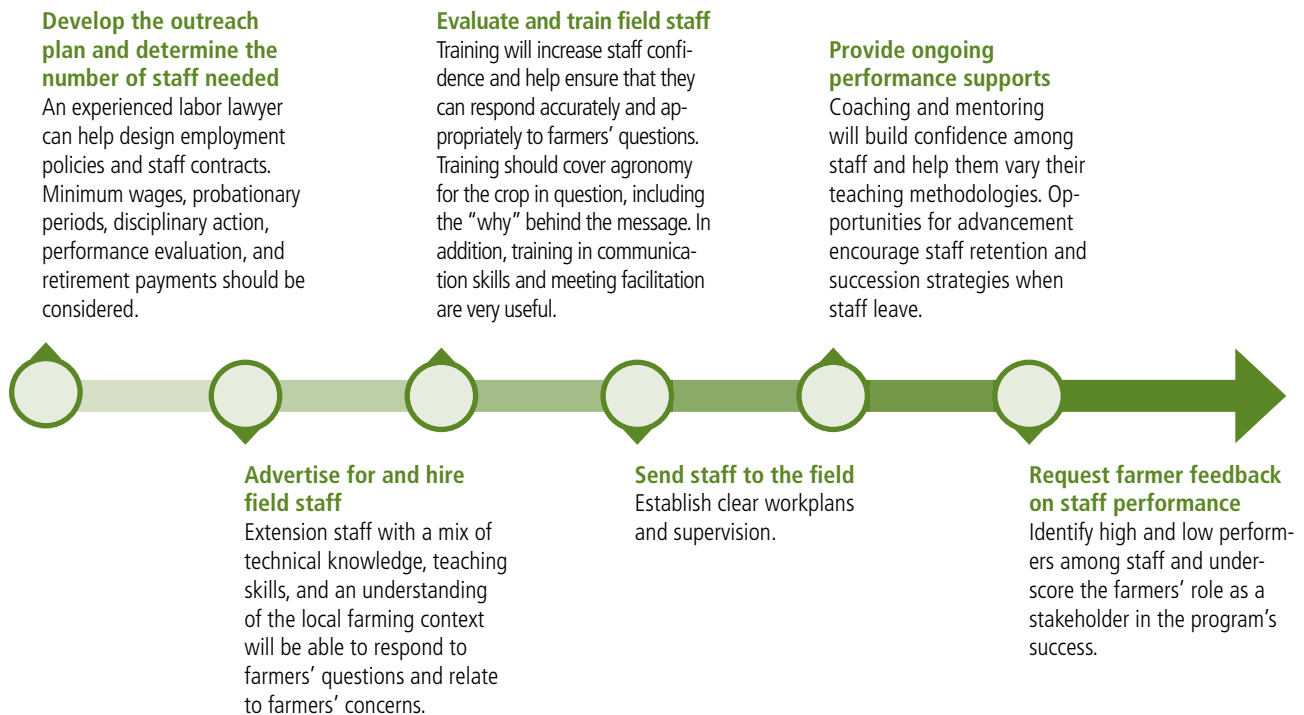 Develop the outreach
plan and determine the
number of staff needed
An experienced labor lawyer
can help design employment
policies and staff contracts.
Minimum wages, probationary
periods, disciplinary action,
performance evaluation, and
retirement payments should be
considered.
Advertise for and hire
field staff
Extension staff with a mix of
technical knowledge, teaching
skills, and an understanding
of the local farming context
will be able to respond to
farmers’ questions and relate
to farmers’ concerns.
Evaluate and train field staff
Training will increase staff confi-
dence and help ensure that they
can respond accurately and ap-
propriately to farmers’ questions.
Training should cover agronomy
for the crop in question, including
the “why” behind the message. In
addition, training in communica-
tion skills and meeting facilitation
are very useful.
Send staff to the field
Establish clear workplans
and supervision.
Provide ongoing
performance supports
Coaching and mentoring
will build confidence among
staff and help them vary their
teaching methodologies. Op-
portunities for advancement
encourage staff retention and
succession strategies when
staff leave.
Request farmer feedback
on staff performance
Identify high and low perform-
ers among staff and under-
score the farmers’ role as a
stakeholder in the program’s
success.